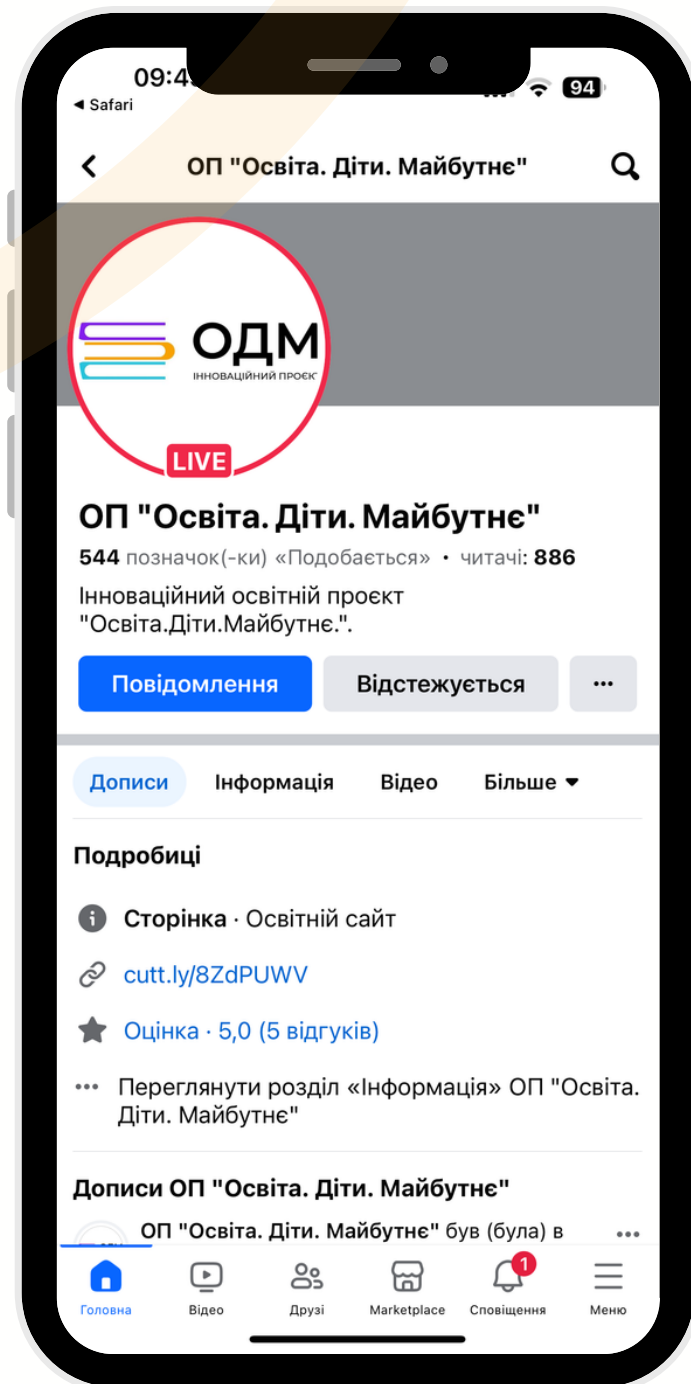 09:4
◀ Safari
94
ОП "Освіта. Діти. Майбутнє"
ОДМ
ІННОВАЦІЙНИЙ ПРОЄКТ
LIVE
ОП "Освіта. Діти. Майбутнє"
544 позначок(-ки) «Подобається» • читачі: 886
Інноваційний освітній проєкт
"Освіта.Діти.Майбутнє.".
Повідомлення
Відстежується
Дописи
Інформація
Відео
Більше
Подробиці
Сторінка · Освітній сайт
cutt.ly/8ZdPUWV
Оцінка · 5,0 (5 відгуків)
Переглянути розділ «Інформація» ОП "Освіта.
Діти. Майбутнє"
Дописи ОП "Освіта. Діти. Майбутнє"
ОП "Освіта. Діти. Майбутнє" був (була) в
1
Головна
Відео
Друзі
Marketplace
Сповіщення
Меню